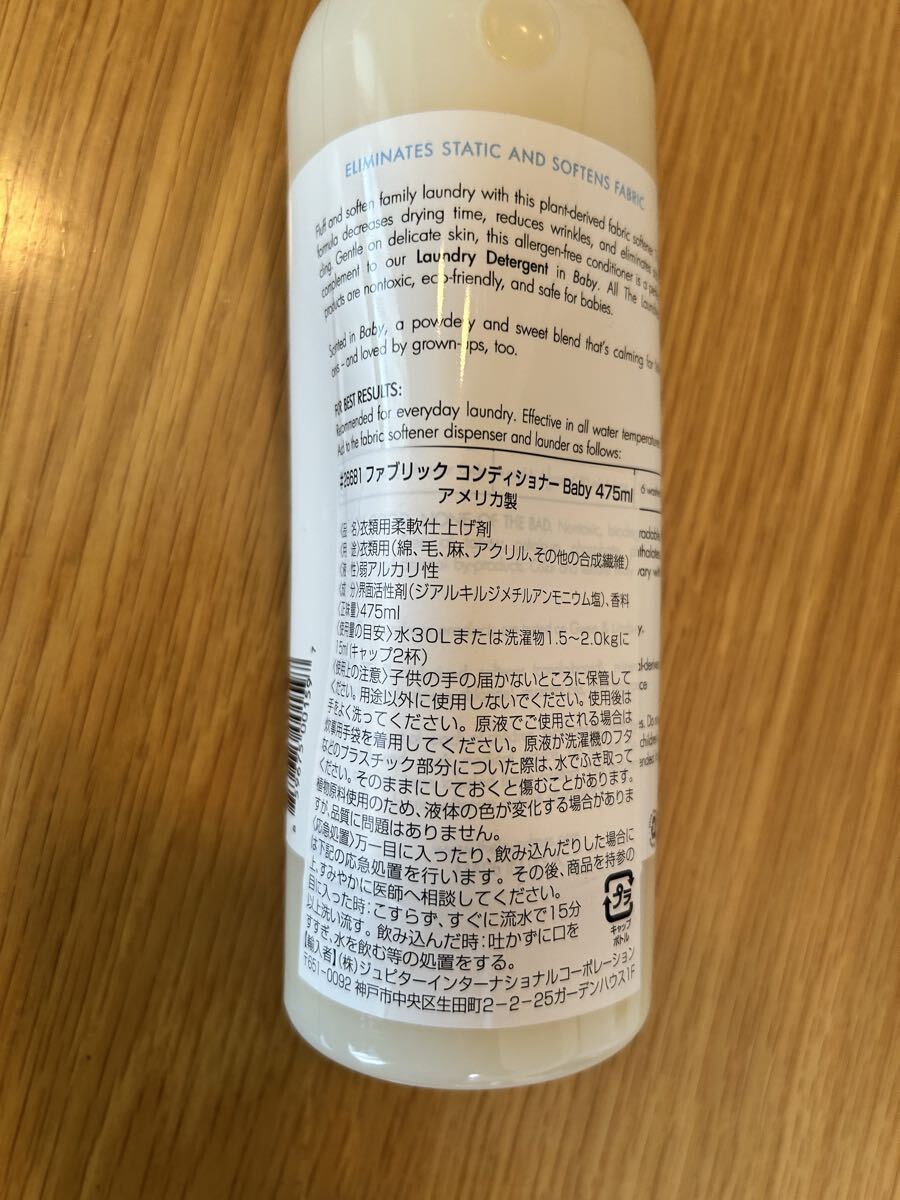 ELIMINATES STATIC AND SOFTENS FABRIC
Fluff and soften family laundry with this plant-derived fabric softener.
formula decreases drying time, reduces wrinkles, and eliminates
cling. Gentle on delicate skin, this allergen-free conditioner is a
complement to our Laundry Detergent in Baby. All The
products are nontoxic, eco-friendly, and safe for babies.
Scented in Baby, a powdery and sweet blend that's calming for
– and loved by grown-ups, too.
FOR BEST RESULTS:
Recommended for everyday laundry. Effective in all water temperatures
Add to the fabric softener dispenser and launder as follows:
#26681 ファブリック コンディショナー Baby 475ml
アメリカ製
〈品 名〉衣類用柔軟仕上げ剤
〈用 途〉衣類用(綿、毛、麻、アクリル、その他の合成繊維)
〈液 性〉弱アルカリ性
〈成 分〉界面活性剤(ジアルキルジメチルアンモニウム塩)、香料
〈正味量〉475ml
〈使用量の目安〉水30Lまたは洗濯物1.5~2.0kgに
15ml(キャップ2杯)
〈使用上の注意〉子供の手の届かないところに保管して
ください。用途以外に使用しないでください。使用後は
手をよく洗ってください。原液でご使用される場合は
炊事用手袋を着用してください。原液が洗濯機のフタ
などのプラスチック部分についた際は、水でふき取って
ください。そのままにしておくと傷むことがあります。
植物原料使用のため、液体の色が変化する場合がありま
すが、品質に問題はありません。
〈応急処置〉万一目に入ったり、飲み込んだりした場合に
は下記の応急処置を行います。その後、商品を持参の
上、すみやかに医師へ相談してください。
目に入った時:こすらず、すぐに流水で15分
以上洗い流す。飲み込んだ時:吐かずに口を
すすぎ、水を飲む等の処置をする。
【輸入者】(株)ジュピターインターナショナルコーポレーション
〒651-0092 神戸市中央区生田町2-2-25ガーデンハウス1F
プラ
キャップ
ボトル